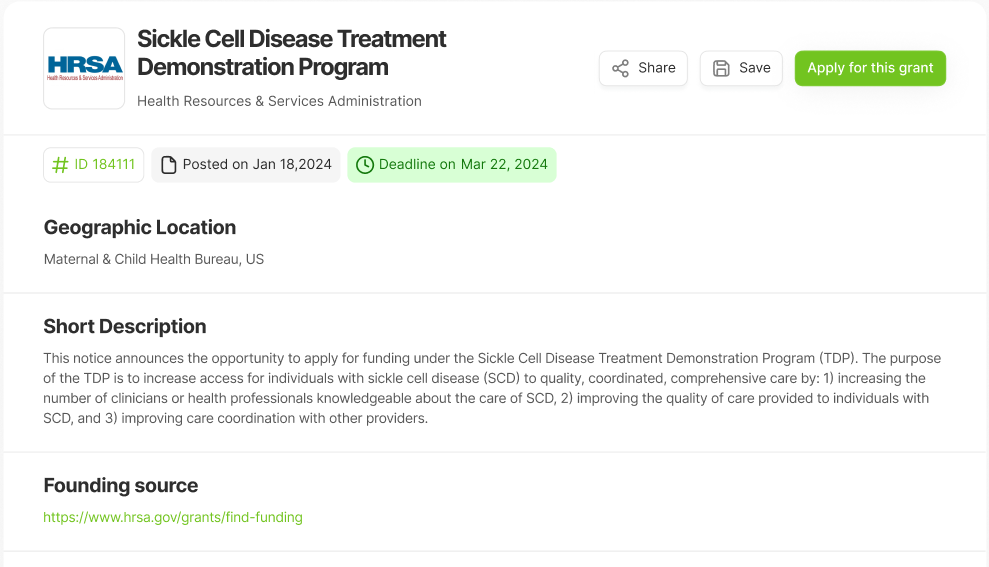 HRSA
Health Resources & Services Administration
Sickle Cell Disease Treatment
Demonstration Program
Health Resources & Services Administration
Share
Save
Apply for this grant
# ID 184111
Posted on Jan 18,2024
Deadline on Mar 22, 2024
Geographic Location
Maternal & Child Health Bureau, US
Short Description
This notice announces the opportunity to apply for funding under the Sickle Cell Disease Treatment Demonstration Program (TDP). The purpose
of the TDP is to increase access for individuals with sickle cell disease (SCD) to quality, coordinated, comprehensive care by: 1) increasing the
number of clinicians or health professionals knowledgeable about the care of SCD, 2) improving the quality of care provided to individuals with
SCD, and 3) improving care coordination with other providers.
Founding source
https://www.hrsa.gov/grants/find-funding